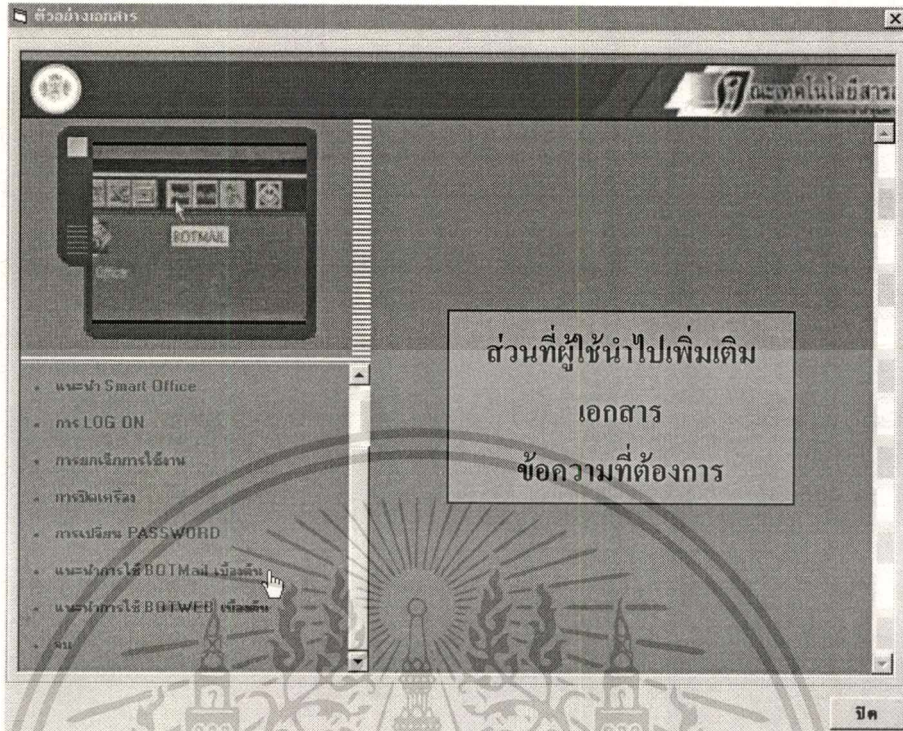 ตัวอย่างเอกสาร
คณะเทคโนโลยีสารส
BOTMAIL
Office
ส่วนที่ผู้ใช้นำไปเพิ่มเติม
เอกสาร
ข้อความที่ต้องการ
แนะนำ Smart Office
การ LOG ON
การยกเลิกการใช้งาน
การปิดเครื่อง
การเปลี่ยน PASSWORD
แนะนำการใช้ BOTMail เบื้องต้น
แนะนำการใช้ BOTWEB เบื้องต้น
จบ
ปิด